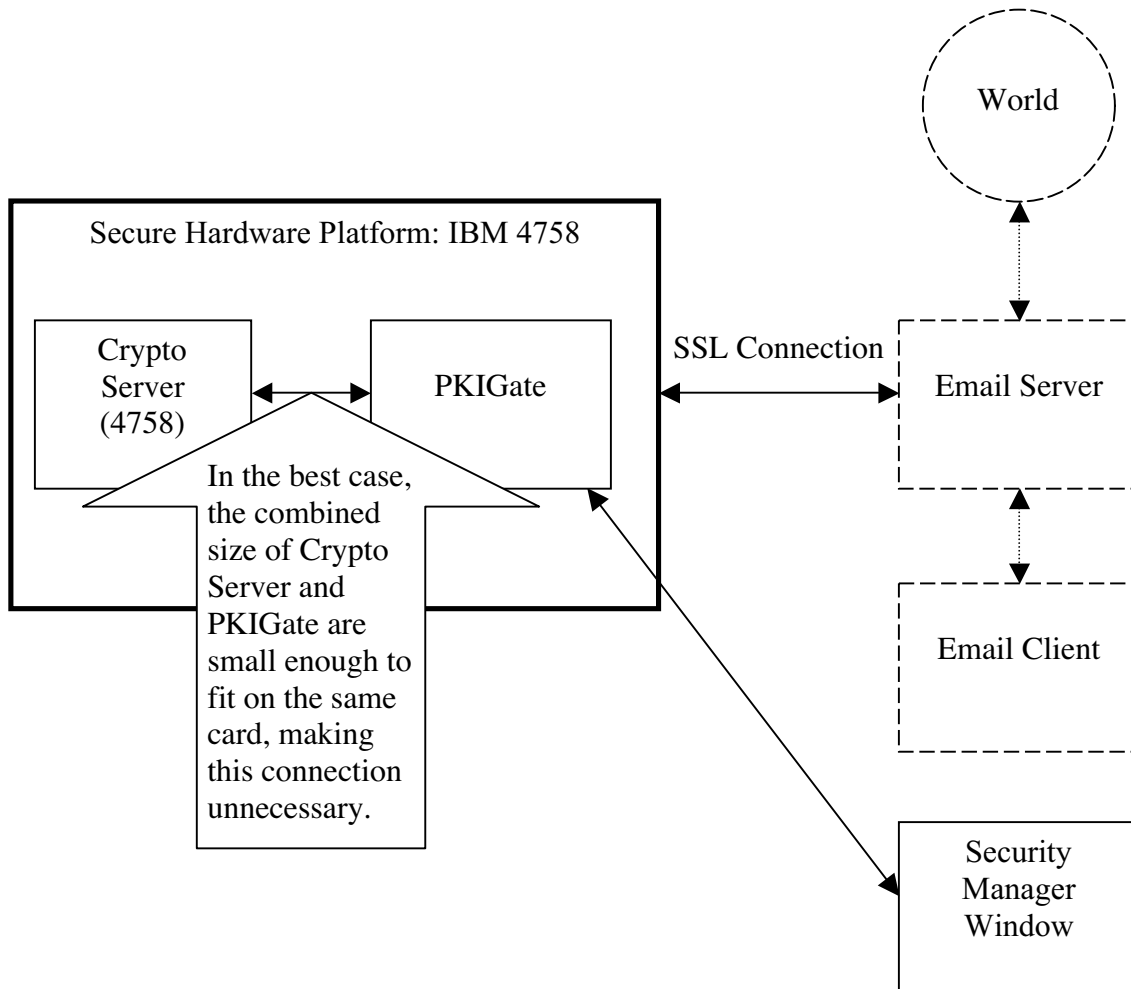 World
Secure Hardware Platform: IBM 4758
Crypto
Server
(4758)
PKIGate
SSL Connection
Email Server
In the best case,
the combined
size of Crypto
Server and
PKIGate are
small enough to
fit on the same
card, making
this connection
unnecessary.
Email Client
Security
Manager
Window